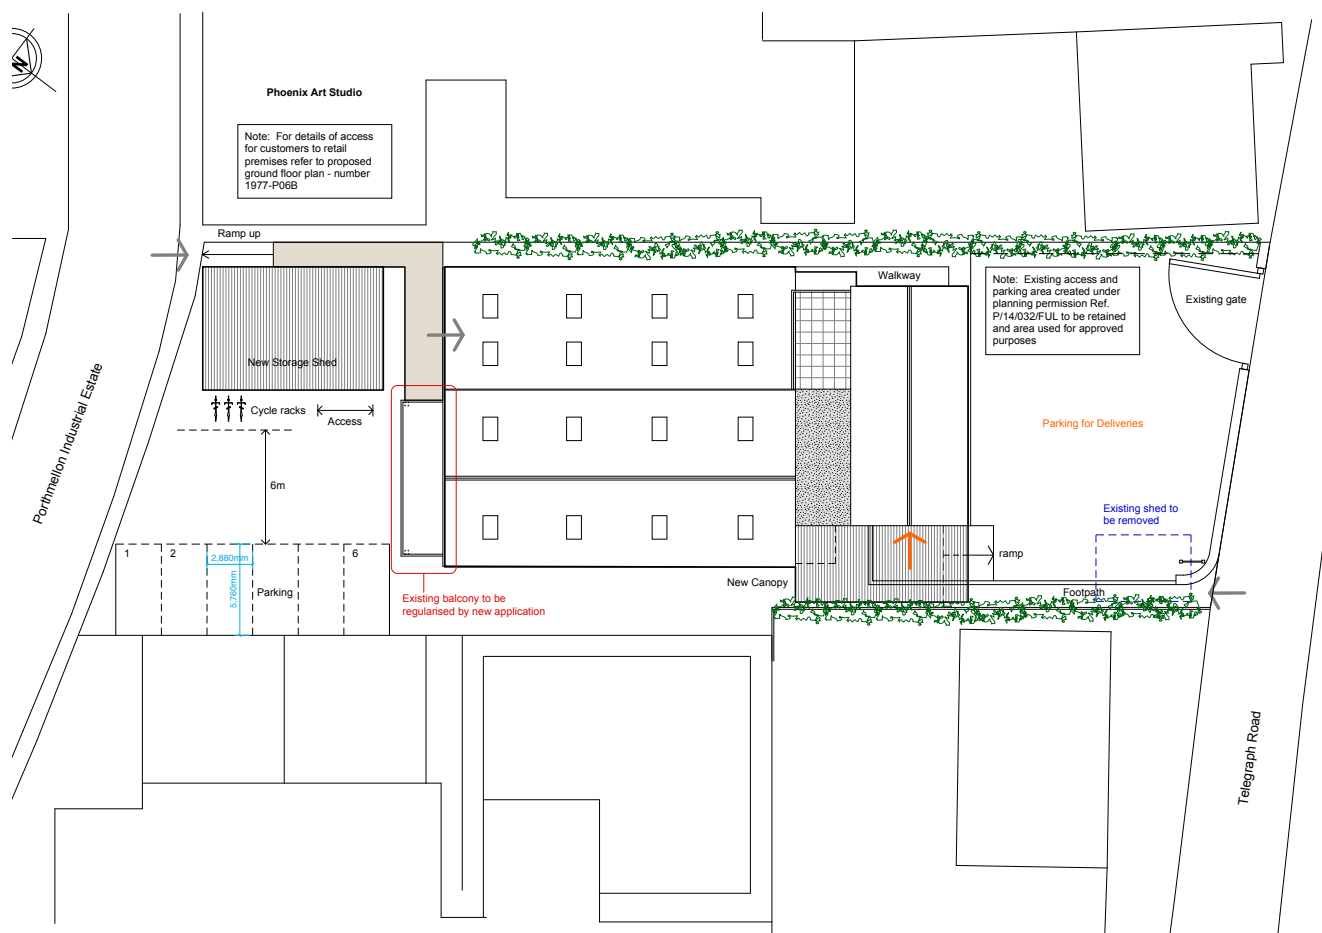 N
Phoenix Art Studio
Note: For details of access
for customers to retail
premises refer to proposed
ground floor plan - number
1977-P06B
Ramp up
Walkway
Note: Existing access and
parking area created under
planning permission Ref.
P/14/032/FUL to be retained
and area used for approved
purposes
Existing gate
New Storage Shed
Cycle racks
Access
Porthmellon Industrial Estate
Parking for Deliveries
6m
Existing shed to
be removed
1
2
6
2,880mm
5,760mm
Parking
ramp
New Canopy
Footpath
Existing balcony to be
regularised by new application
Telegraph Road